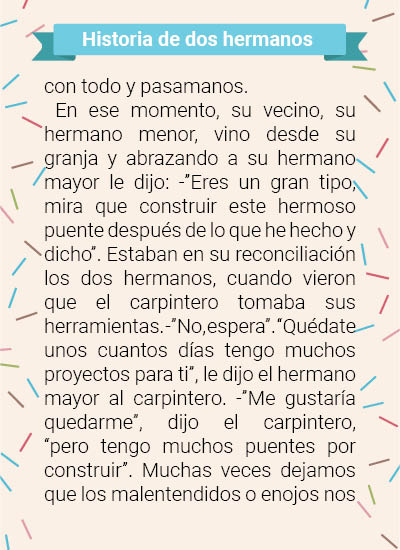 Historia de dos hermanos
con todo y pasamanos.
En ese momento, su vecino, su
hermano menor, vino desde su
granja y abrazando a su hermano
mayor le dijo: -”Eres un gran tipo,
mira que construir este hermoso
puente después de lo que he hecho y
dicho”. Estaban en su reconciliación
los dos hermanos, cuando vieron
que el carpintero tomaba sus
herramientas.-”No,espera”.“Quédate
unos cuantos días tengo muchos
proyectos para ti”, le dijo el hermano
mayor al carpintero. -”Me gustaría
quedarme”, dijo el carpintero,
“pero tengo muchos puentes por
construir”. Muchas veces dejamos
que los malentendidos o enojos nos